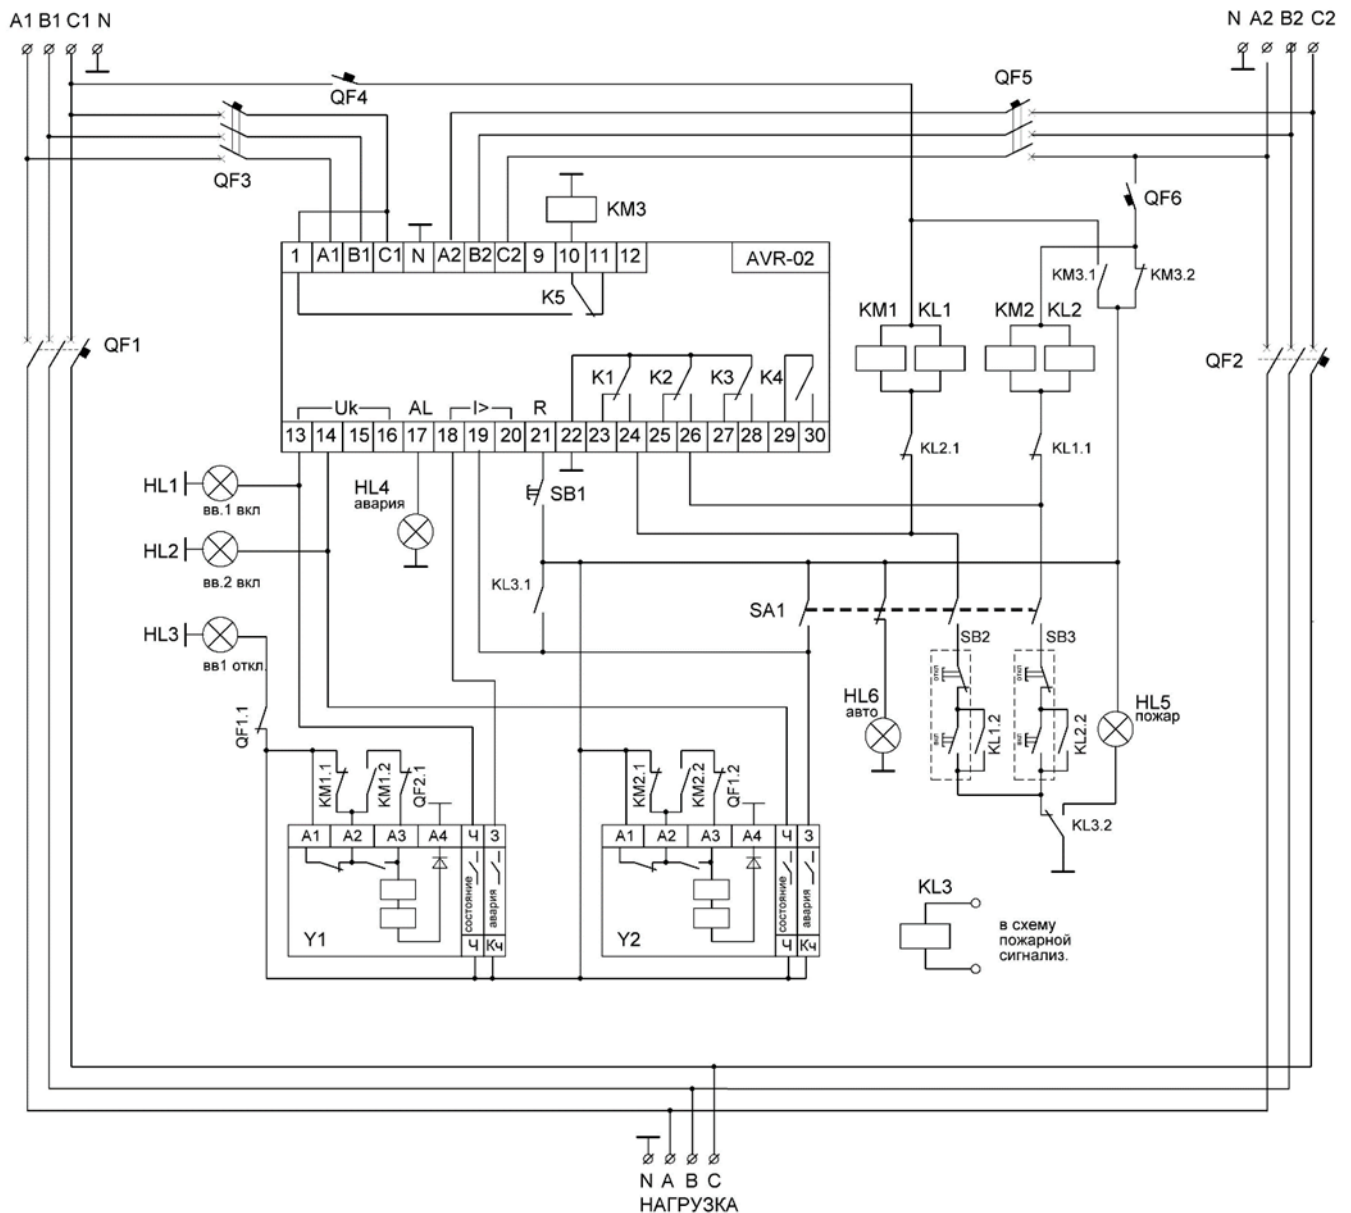 A1 B1 C1 N
N A2 B2 C2
QF4
QF5
QF3
QF6
KM3
1 A1 B1 C1 N A2 B2 C2 9 10 11 12
AVR-02
K5
KM3.1
KM3.2
KM1 KL1
KM2 KL2
QF1
QF2
K1 K2 K3 K4
Uk AL I> R
13 14 15 16 17 18 19 20 21 22 23 24 25 26 27 28 29 30
KL2.1
KL1.1
HL1
вв.1 вкл
HL4
авария
SB1
HL2
вв.2 вкл
KL3.1
SA1
HL3
вв1 откл.
SB2
SB3
откл
откл
HL6
авто
HL5
пожар
QF1.1
вкл
KL1.2
вкл
KL2.2
KM1.1
KM1.2
QF2.1
KM2.1
KM2.2
QF1.2
A1 A2 A3 A4 Ч З
A1 A2 A3 A4 Ч З
KL3.2
состояние
авария
состояние
авария
Y1
Ч Кч
Y2
Ч Кч
KL3
в схему
пожарной
сигнализ.
N A B C
НАГРУЗКА